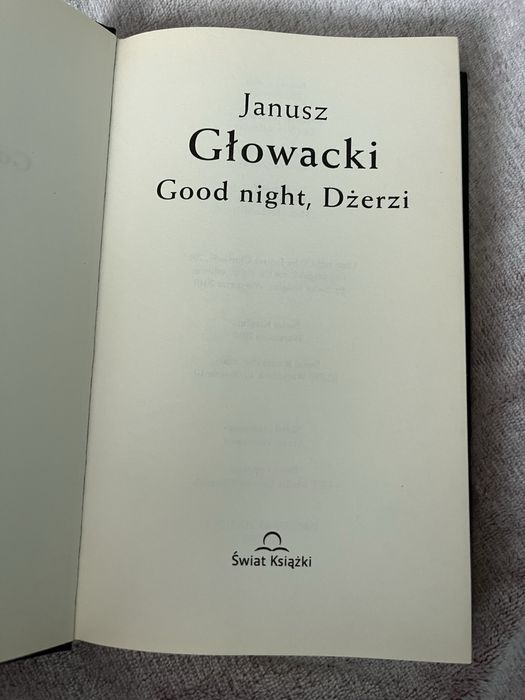 Janusz
Głowacki
Good night, Dżerzi
Świat Książki